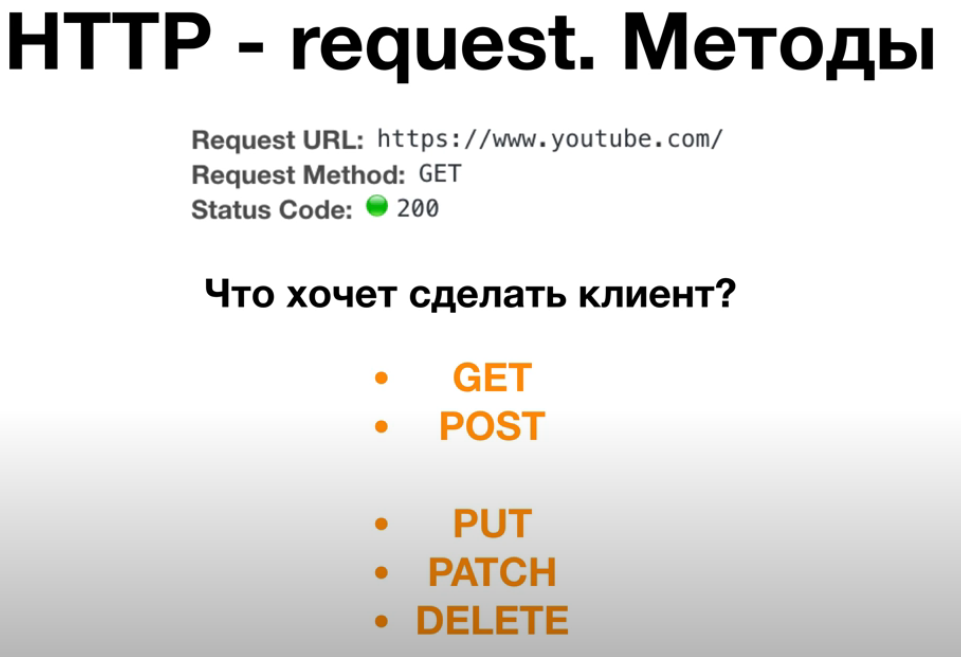 HTTP - request. Методы
Request URL: https://www.youtube.com/
Request Method: GET
Status Code: 200
Что хочет сделать клиент?
• GET
• POST
• PUT
• PATCH
• DELETE